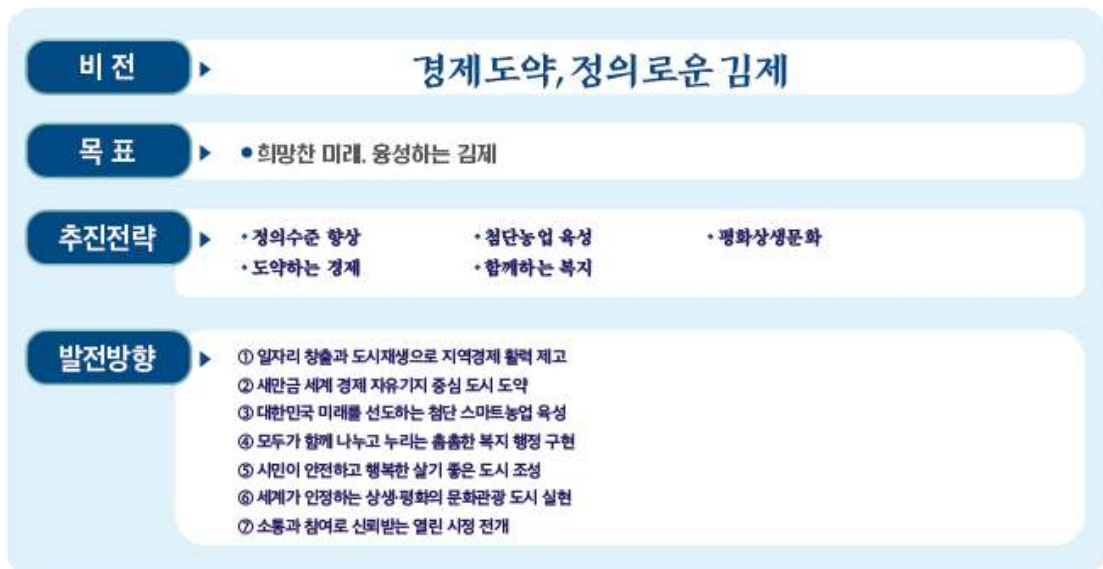 비 전
경제도약, 정의로운 김제
목 표
•희망찬 미래, 융성하는 김제
추진전략
·정의수준 향상 ·첨단농업 육성 ·평화상생문화
·도약하는 경제 ·함께하는 복지
발전방향
① 일자리 창출과 도시재생으로 지역경제 활력 제고
② 새만금 세계 경제 자유기지 중심 도시 도약
③ 대한민국 미래를 선도하는 첨단 스마트농업 육성
④ 모두가 함께 나누고 누리는 촘촘한 복지 행정 구현
⑤ 시민이 안전하고 행복한 살기 좋은 도시 조성
⑥ 세계가 인정하는 상생·평화의 문화관광 도시 실현
⑦ 소통과 참여로 신뢰받는 열린 시정 전개